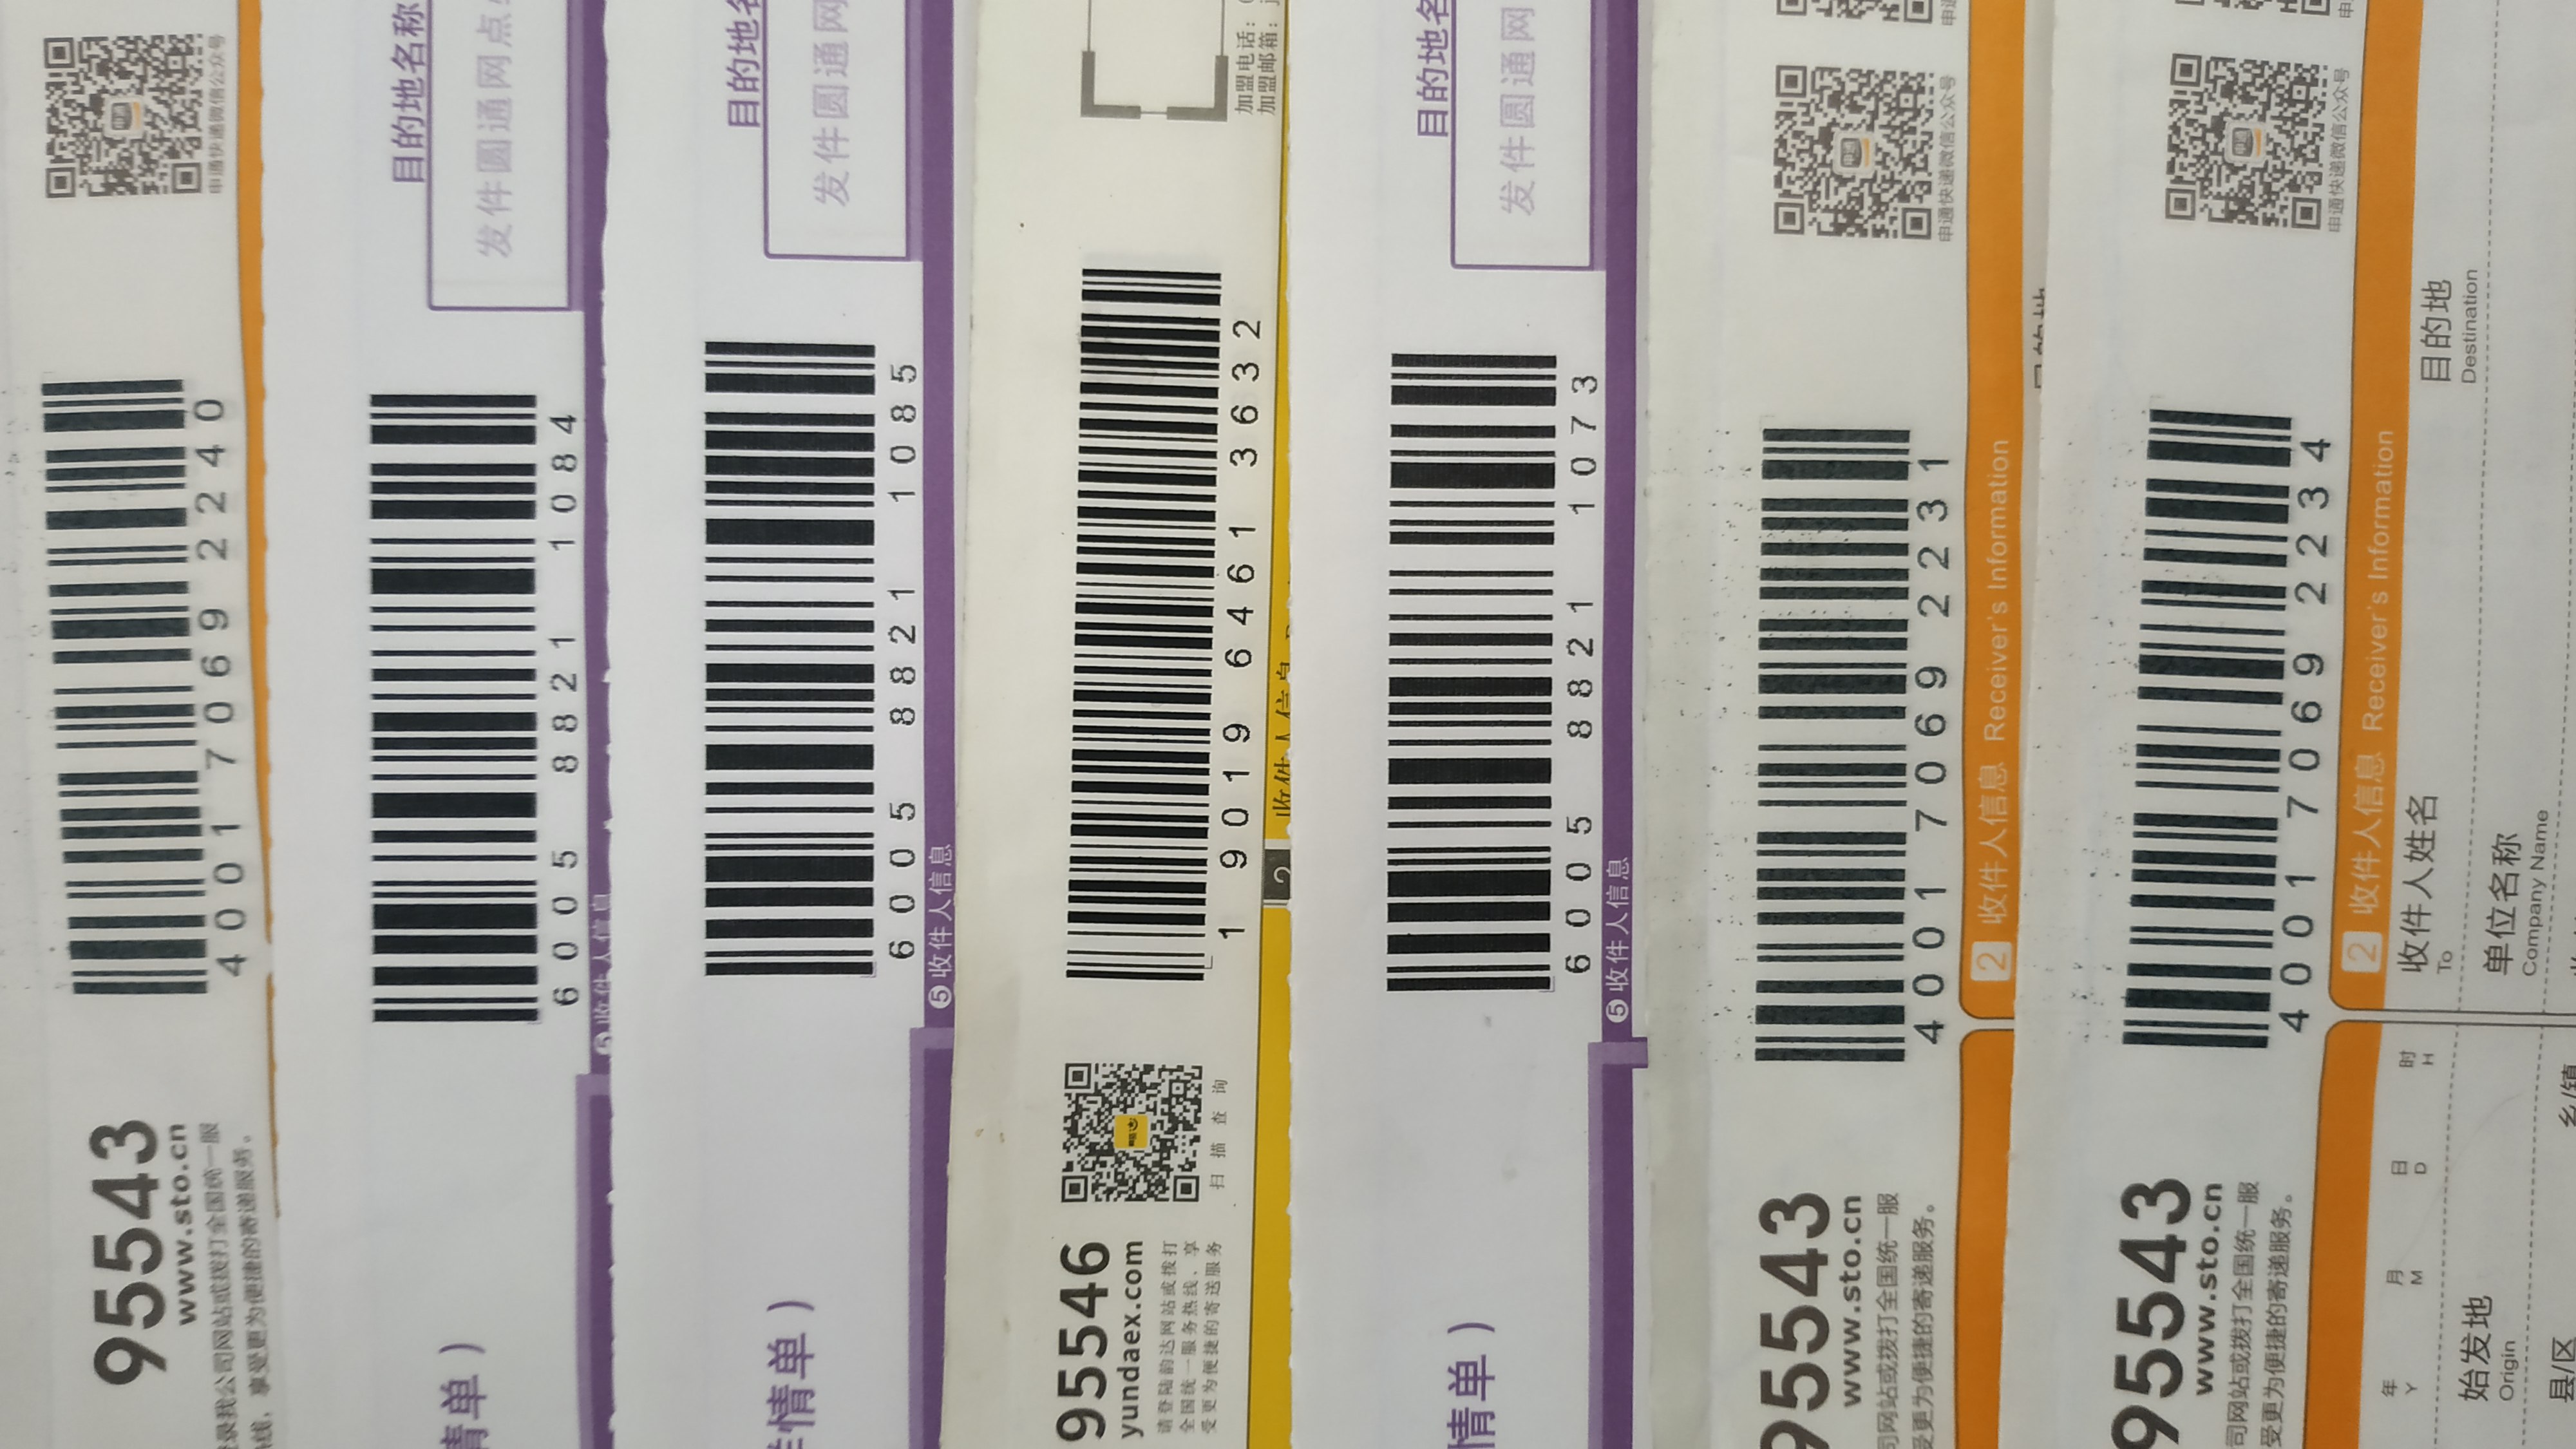 95543
www.sto.cn
录我公司网站或拨打全国统一服
线，享受更为便捷的寄递服务。
4001 7069 2240
申通快递微信公众号
情单）
6005 8821 1084
目的地名称
发件圆通网点
5 收件人信息
详情单）
6005 8821 1085
目的地名
发件圆通网
5 收件人信息
95546
yundaex.com
请登陆韵达网站或拨打
全国统一服务热线，享
受更为便捷的寄送服务
扫描查询
1 9019 6461 3632
加盟电话：
加盟邮箱：
2 收件人信息
情单）
6005 8821 1073
目的地名
发件圆通网
5 收件人信息
95543
www.sto.cn
司网站或拨打全国统一服
受更为便捷的寄递服务。
4001 7069 2231
申通快递微信公众号
2 收件人信息 Receiver's Information
目的地
95543
www.sto.cn
司网站或拨打全国统一服
受更为便捷的寄递服务。
4001 7069 2234
申通快递微信公众号
2 收件人信息 Receiver's Information
年 月 日 时
Y M D H
收件人姓名
To
目的地
Destination
始发地
Origin
单位名称
Company Name
县/区 乡/镇